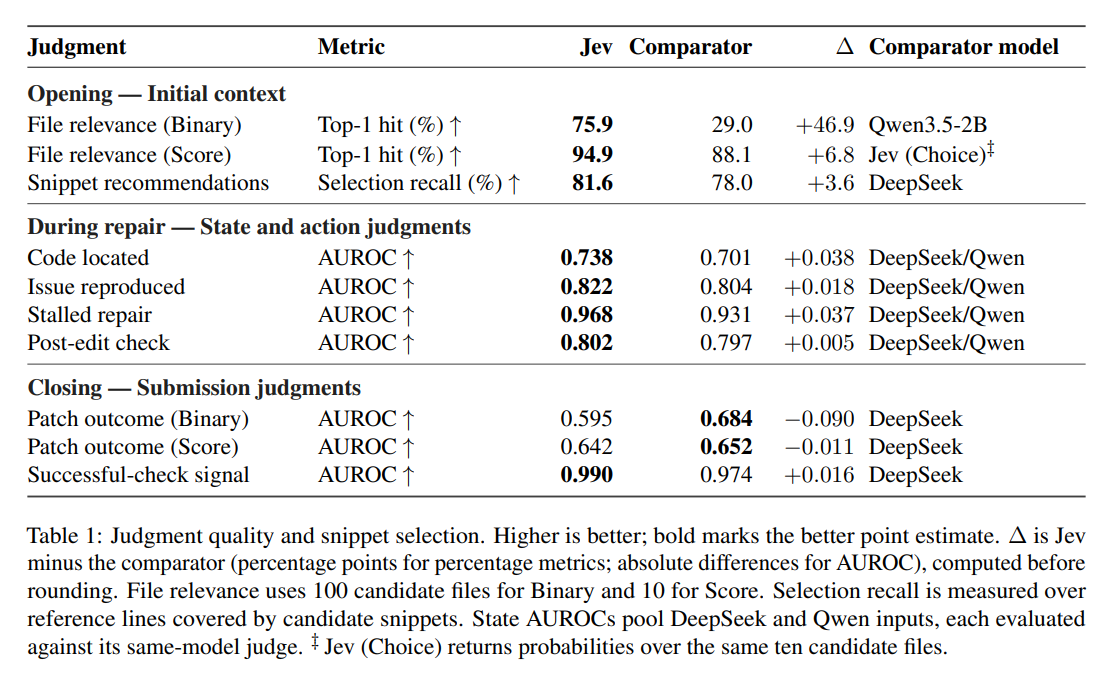 Judgment Metric Jev Comparator Δ Comparator model
Opening — Initial context
File relevance (Binary) Top-1 hit (%) ↑ 75.9 29.0 +46.9 Qwen3.5-2B
File relevance (Score) Top-1 hit (%) ↑ 94.9 88.1 +6.8 Jev (Choice)‡
Snippet recommendations Selection recall (%) ↑ 81.6 78.0 +3.6 DeepSeek
During repair — State and action judgments
Code located AUROC ↑ 0.738 0.701 +0.038 DeepSeek/Qwen
Issue reproduced AUROC ↑ 0.822 0.804 +0.018 DeepSeek/Qwen
Stalled repair AUROC ↑ 0.968 0.931 +0.037 DeepSeek/Qwen
Post-edit check AUROC ↑ 0.802 0.797 +0.005 DeepSeek/Qwen
Closing — Submission judgments
Patch outcome (Binary) AUROC ↑ 0.595 0.684 −0.090 DeepSeek
Patch outcome (Score) AUROC ↑ 0.642 0.652 −0.011 DeepSeek
Successful-check signal AUROC ↑ 0.990 0.974 +0.016 DeepSeek
Table 1: Judgment quality and snippet selection. Higher is better; bold marks the better point estimate. Δ is Jev
minus the comparator (percentage points for percentage metrics; absolute differences for AUROC), computed before
rounding. File relevance uses 100 candidate files for Binary and 10 for Score. Selection recall is measured over
reference lines covered by candidate snippets. State AUROCs pool DeepSeek and Qwen inputs, each evaluated
against its same-model judge. ‡ Jev (Choice) returns probabilities over the same ten candidate files.